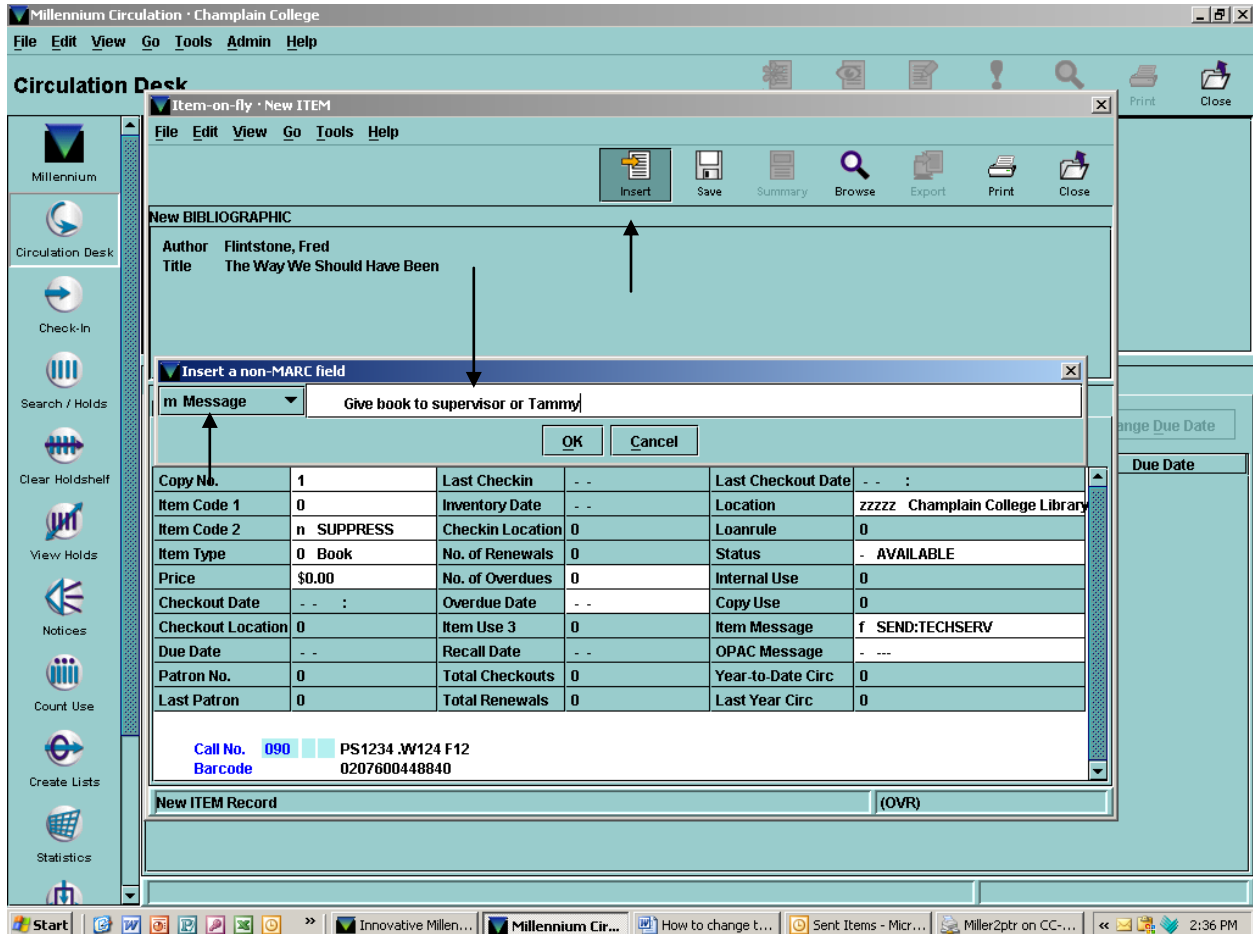 Millennium Circulation · Champlain College
File Edit View Go Tools Admin Help
Circulation Desk
Print Close
Item-on-fly · New ITEM
File Edit View Go Tools Help
Insert Save Summary Browse Export Print Close
New BIBLIOGRAPHIC
Author Flintstone, Fred
Title The Way We Should Have Been
Insert a non-MARC field
m Message Give book to supervisor or Tammy
OK Cancel
ange Due Date
Due Date
Copy No. 1 Last Checkin - - Last Checkout Date - - :
Item Code 1 0 Inventory Date - - Location zzzzz Champlain College Library
Item Code 2 n SUPPRESS Checkin Location 0 Loanrule 0
Item Type 0 Book No. of Renewals 0 Status - AVAILABLE
Price $0.00 No. of Overdues 0 Internal Use 0
Checkout Date - - : Overdue Date - - Copy Use 0
Checkout Location 0 Item Use 3 0 Item Message f SEND:TECHSERV
Due Date - - Recall Date - - OPAC Message - ---
Patron No. 0 Total Checkouts 0 Year-to-Date Circ 0
Last Patron 0 Total Renewals 0 Last Year Circ 0
Call No. 090 PS1234 .W124 F12
Barcode 0207600448840
New ITEM Record (OVR)
Millennium
Circulation Desk
Check-In
Search / Holds
Clear Holdshelf
View Holds
Notices
Count Use
Create Lists
Statistics
Start » Innovative Millen... Millennium Cir... How to change t... Sent Items - Micr... Miller2ptr on CC-... « 2:36 PM